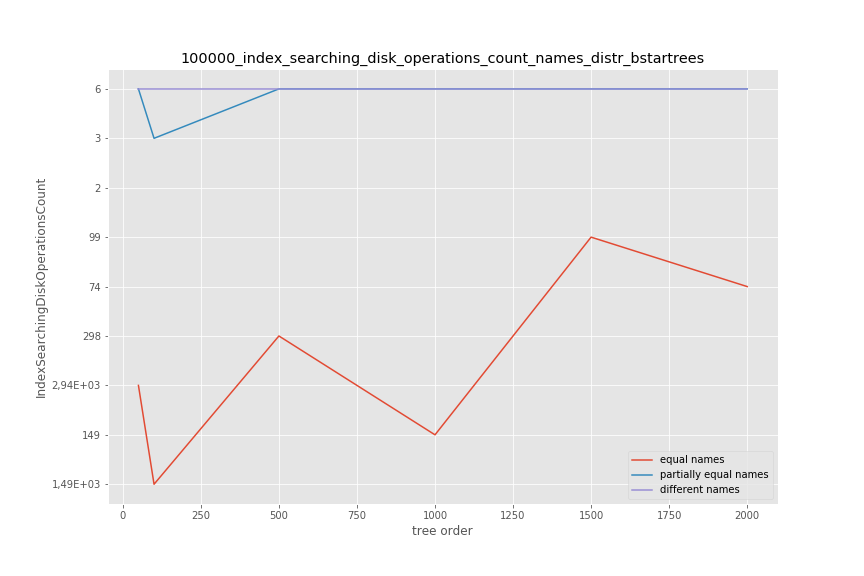 100000_index_searching_disk_operations_count_names_distr_bstartrees
IndexSearchingDiskOperationsCount
6
3
2
99
74
298
2,94E+03
149
1,49E+03
equal names
partially equal names
different names
0 250 500 750 1000 1250 1500 1750 2000
tree order